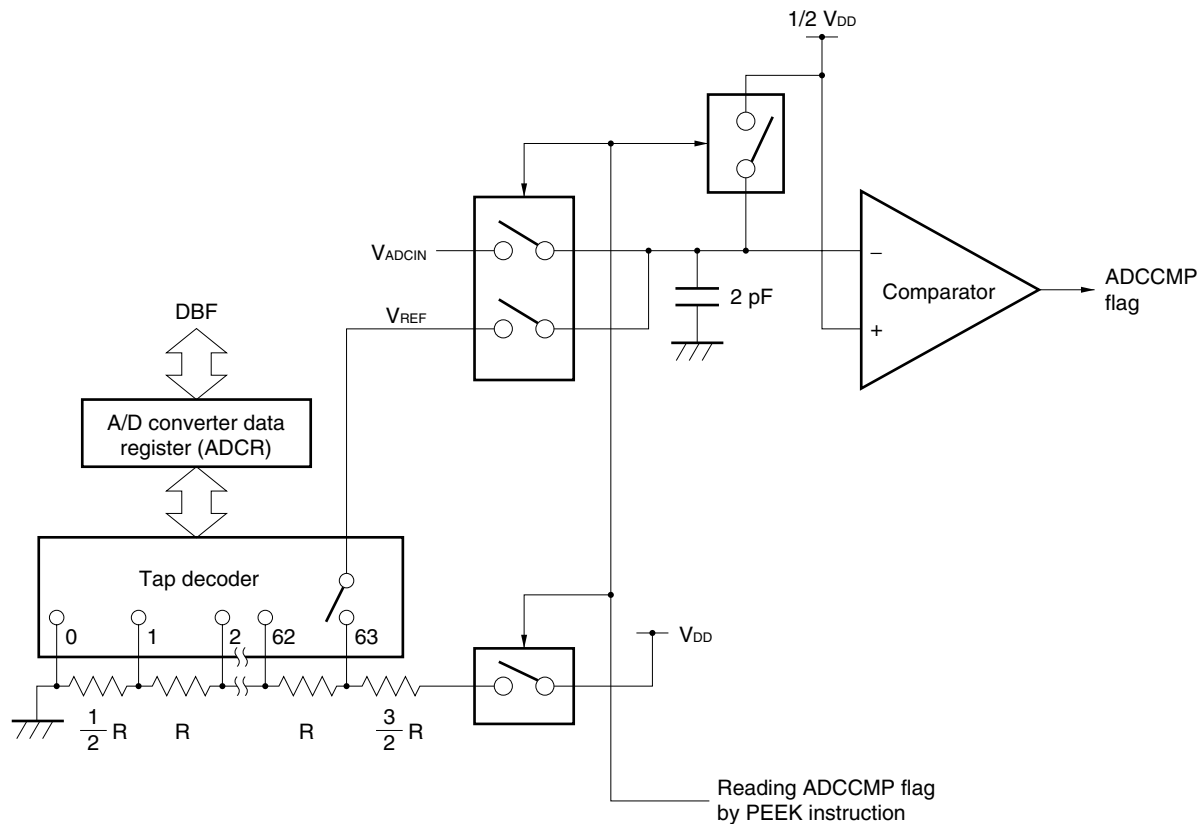 1/2 VDD
VADCIN
VREF
2 pF
−
+
Comparator
ADCCMP
flag
DBF
A/D converter data
register (ADCR)
Tap decoder
0 1 2 62 63
VDD
1/2 R R R 3/2 R
Reading ADCCMP flag
by PEEK instruction